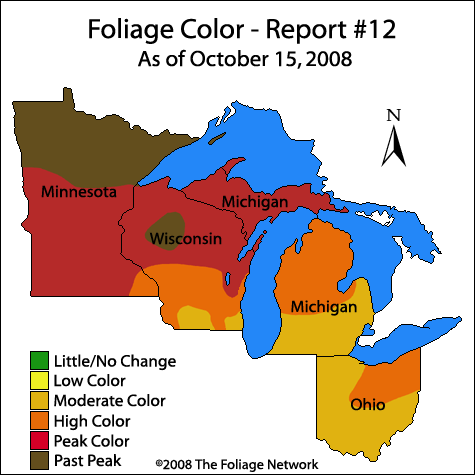 Foliage Color - Report #12
As of October 15, 2008
N
Minnesota
Michigan
Wisconsin
Michigan
Ohio
Little/No Change
Low Color
Moderate Color
High Color
Peak Color
Past Peak
©2008 The Foliage Network